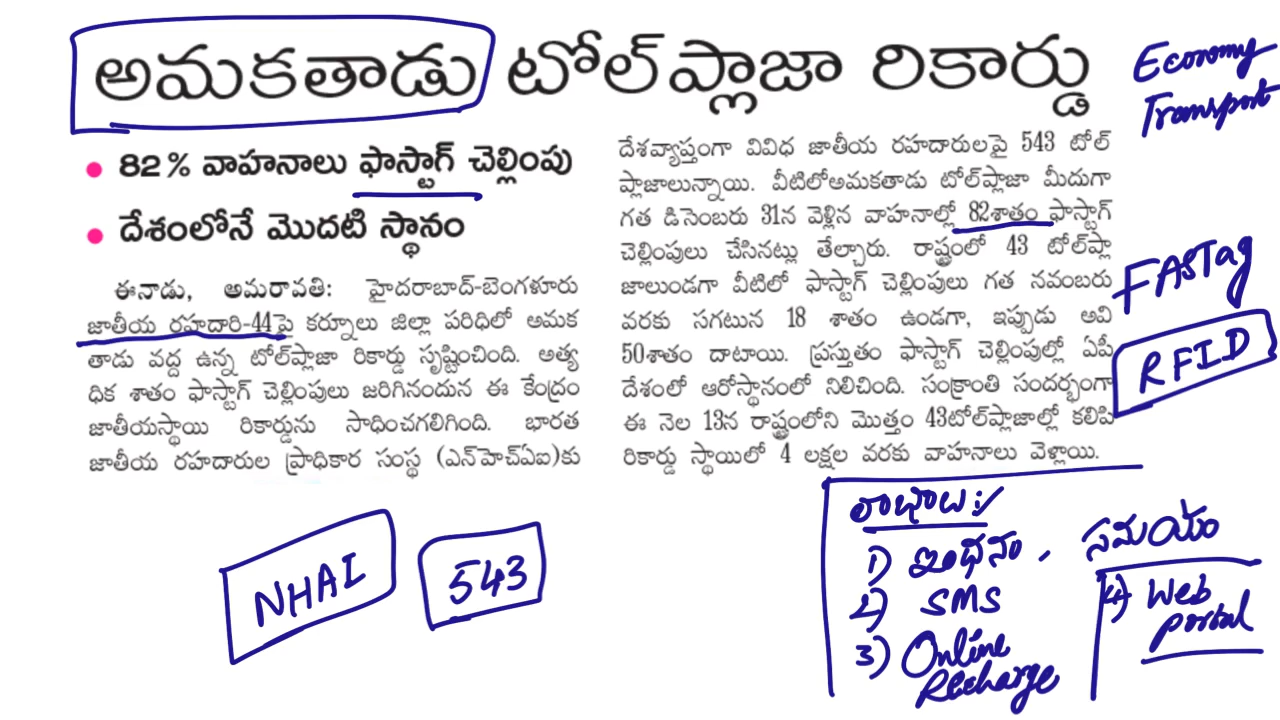 అమకతాడు టోల్‌ప్లాజా రికార్డు
• 82% వాహనాలు ఫాస్టాగ్ చెల్లింపు
• దేశంలోనే మొదటి స్థానం
ఈనాడు, అమరావతి: హైదరాబాద్-బెంగళూరు
జాతీయ రహదారి-44పై కర్నూలు జిల్లా పరిధిలో అమక
తాడు వద్ద ఉన్న టోల్‌ప్లాజా రికార్డు సృష్టించింది. అత్య
ధిక శాతం ఫాస్టాగ్ చెల్లింపులు జరిగినందున ఈ కేంద్రం
జాతీయస్థాయి రికార్డును సాధించగలిగింది. భారత
జాతీయ రహదారుల ప్రాధికార సంస్థ (ఎన్‌హెచ్‌ఏఐ)కు
దేశవ్యాప్తంగా వివిధ జాతీయ రహదారులపై 543 టోల్
ప్లాజాలున్నాయి. వీటిలోఅమకతాడు టోల్‌ప్లాజా మీదుగా
గత డిసెంబరు 31న వెళ్లిన వాహనాల్లో 82శాతం ఫాస్టాగ్
చెల్లింపులు చేసినట్లు తేల్చారు. రాష్ట్రంలో 43 టోల్‌ప్లా
జాలుండగా వీటిలో ఫాస్టాగ్ చెల్లింపులు గత నవంబరు
వరకు సగటున 18 శాతం ఉండగా, ఇప్పుడు అవి
50శాతం దాటాయి. ప్రస్తుతం ఫాస్టాగ్ చెల్లింపుల్లో ఏపీ
దేశంలో ఆరోస్థానంలో నిలిచింది. సంక్రాంతి సందర్భంగా
ఈ నెల 13న రాష్ట్రంలోని మొత్తం 43టోల్‌ప్లాజాల్లో కలిపి
రికార్డు స్థాయిలో 4 లక్షల వరకు వాహనాలు వెళ్లాయి.
Economy
Transport
FASTag
RFID
NHAI
543
లాభాలు:
1) ఇంధనం, సమయం
2) SMS
3) Online
Recharge
4) Web
portal